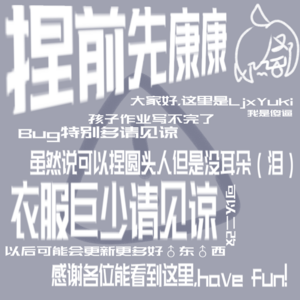 捏前先康康
大家好,这里是LjxYuki
我是傻逼
孩子作业写不完了
Bug特别多请见谅
虽然说可以捏圆头人但是没耳朵（泪）
衣服巨少请见谅
可以二改
以后可能会更新更多好♂东♂西
感谢各位能看到这里,have fun!